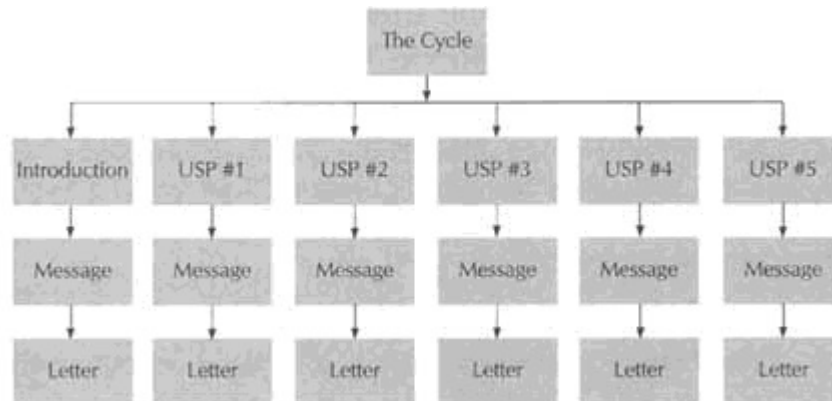 The Cycle
Introduction USP #1 USP #2 USP #3 USP #4 USP #5
Message Message Message Message Message Message
Letter Letter Letter Letter Letter Letter